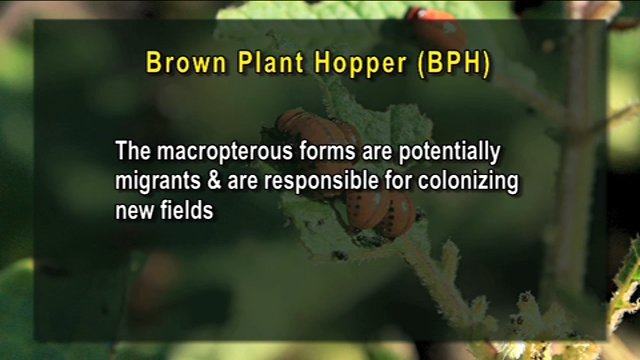 Brown Plant Hopper (BPH)
The macropterous forms are potentially
migrants & are responsible for colonizing
new fields